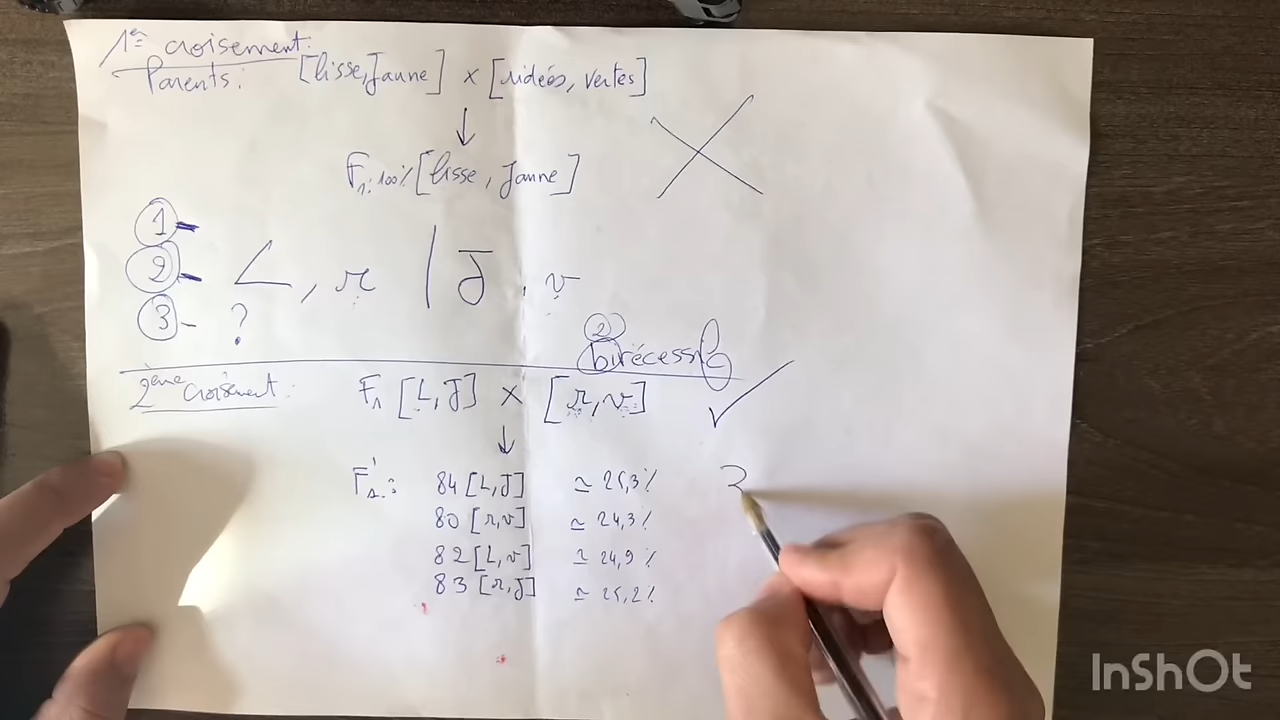 1er croisement:
Parents: [lisse, Jaune] x [ridées, vertes]
F1: 100% [lisse, Jaune]
1-
2- L, r | J, v
3- ?
2
birécessif
2ème croisement: F1 [L, J] x [r, v]
F'2: 84 [L, J] ≃ 25,3%
80 [r, v] ≃ 24,3%
82 [L, v] ≃ 24,9%
83 [r, J] ≃ 25,2%
InShOt